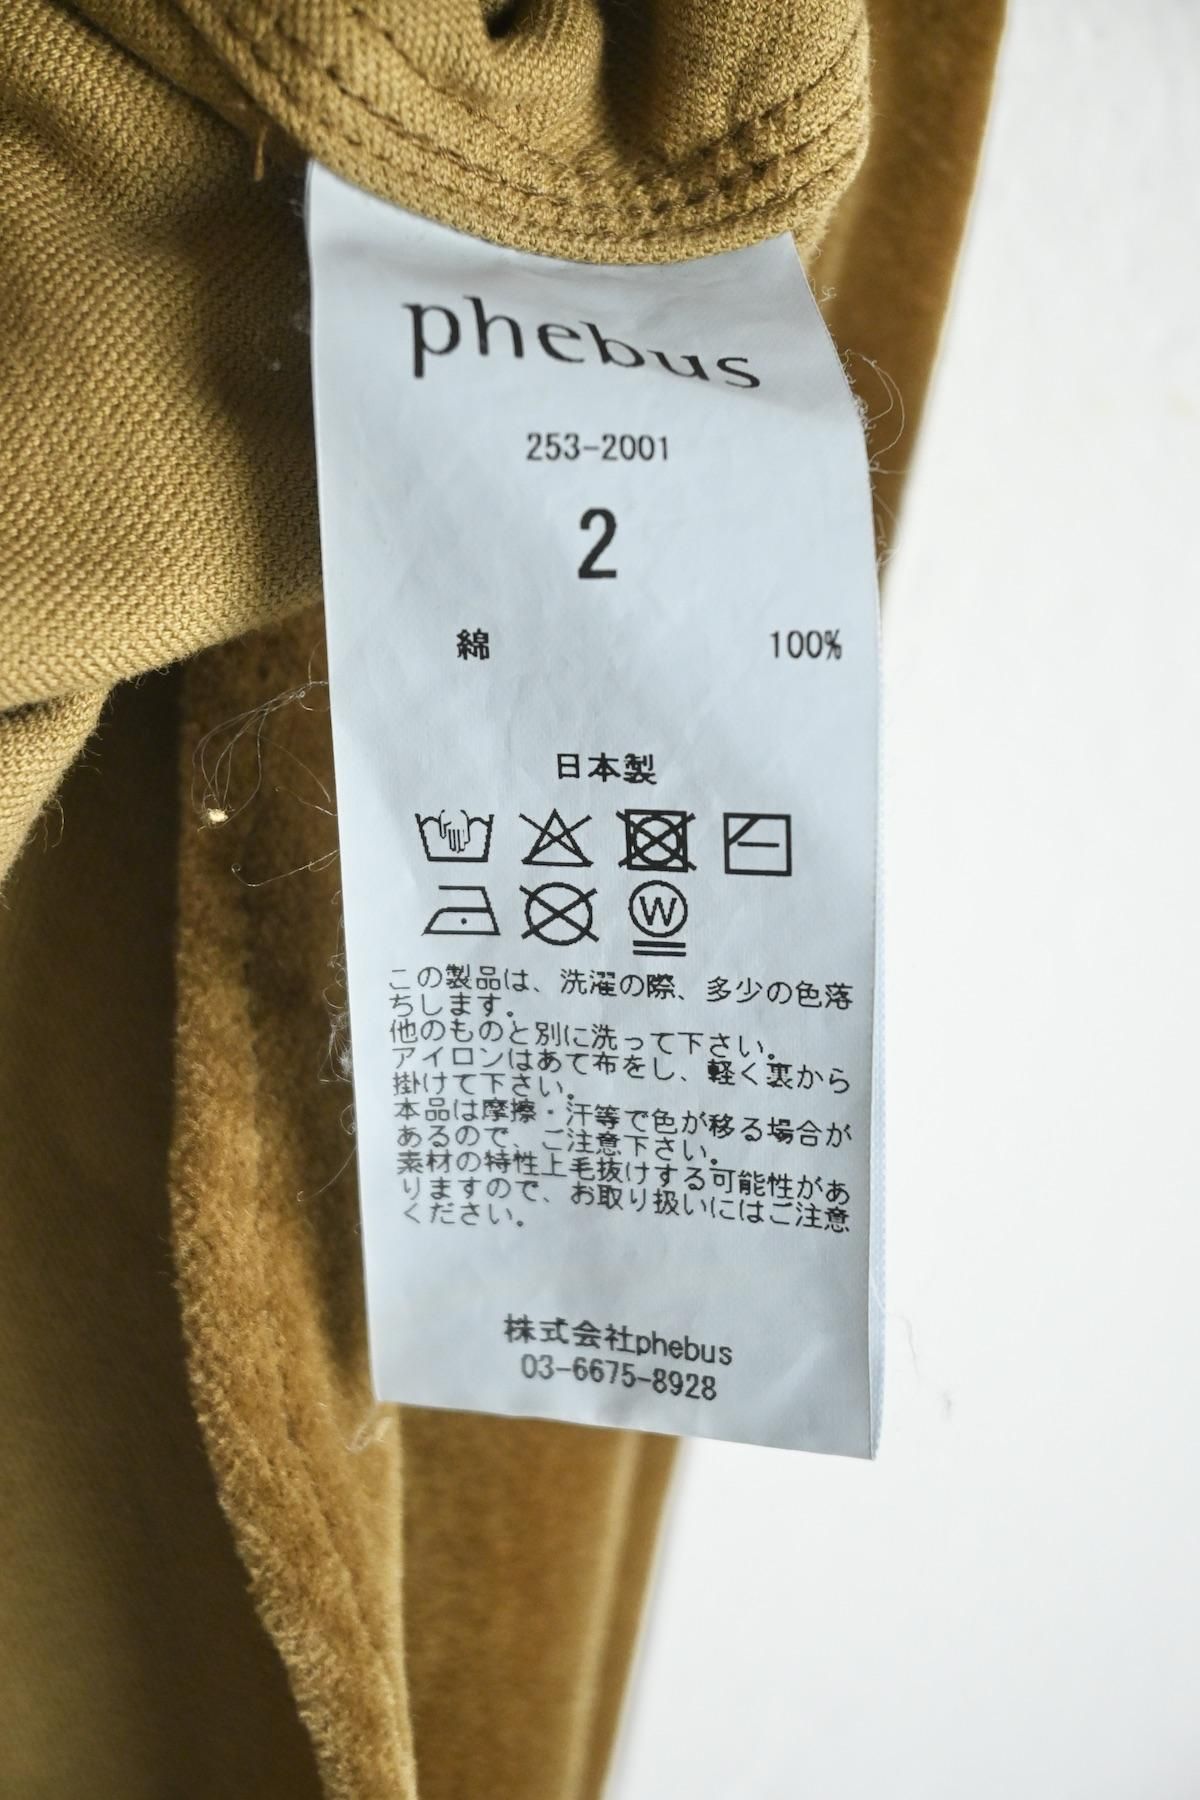 phebus
253-2001
2
綿 100%
日本製
W
この製品は、洗濯の際、多少の色落
ちします。
他のものと別に洗って下さい。
アイロンはあて布をし、軽く裏から
掛けて下さい。
本品は摩擦・汗等で色が移る場合が
あるので、ご注意下さい。
素材の特性上毛抜けする可能性があ
りますので、お取り扱いにはご注意
ください。
株式会社phebus
03-6675-8928